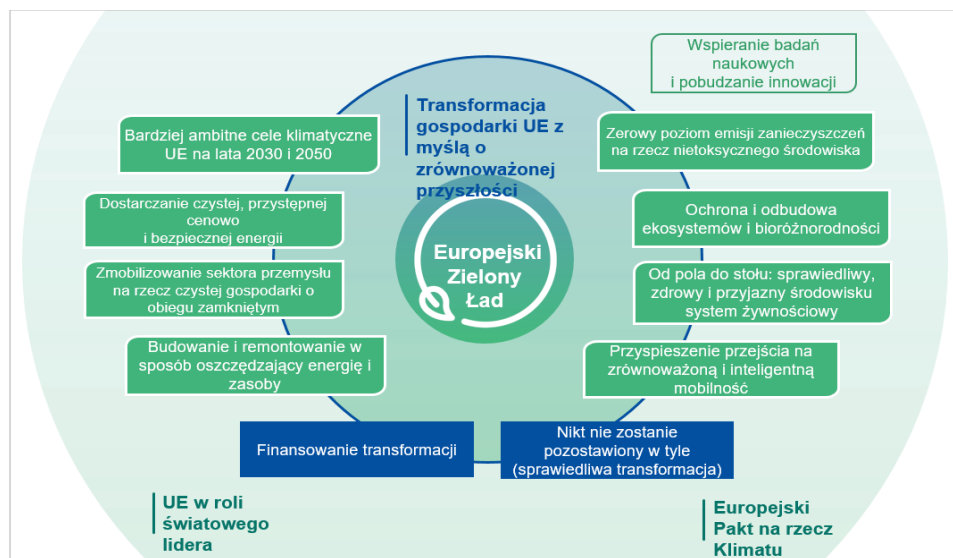 Wspieranie badań
naukowych
i pobudzanie innowacji
Transformacja
gospodarki UE z
myślą o
zrównoważonej
przyszłości
Bardziej ambitne cele klimatyczne
UE na lata 2030 i 2050
Zerowy poziom emisji zanieczyszczeń
na rzecz nietoksycznego środowiska
Dostarczanie czystej, przystępnej
cenowo
i bezpiecznej energii
Ochrona i odbudowa
ekosystemów i bioróżnorodności
Europejski
Zielony
Ład
Zmobilizowanie sektora przemysłu
na rzecz czystej gospodarki o
obiegu zamkniętym
Od pola do stołu: sprawiedliwy,
zdrowy i przyjazny środowisku
system żywnościowy
Budowanie i remontowanie w
sposób oszczędzający energię i
zasoby
Przyspieszenie przejścia na
zrównoważoną i inteligentną
mobilność
Finansowanie transformacji
Nikt nie zostanie
pozostawiony w tyle
(sprawiedliwa transformacja)
UE w roli
światowego
lidera
Europejski
Pakt na rzecz
Klimatu